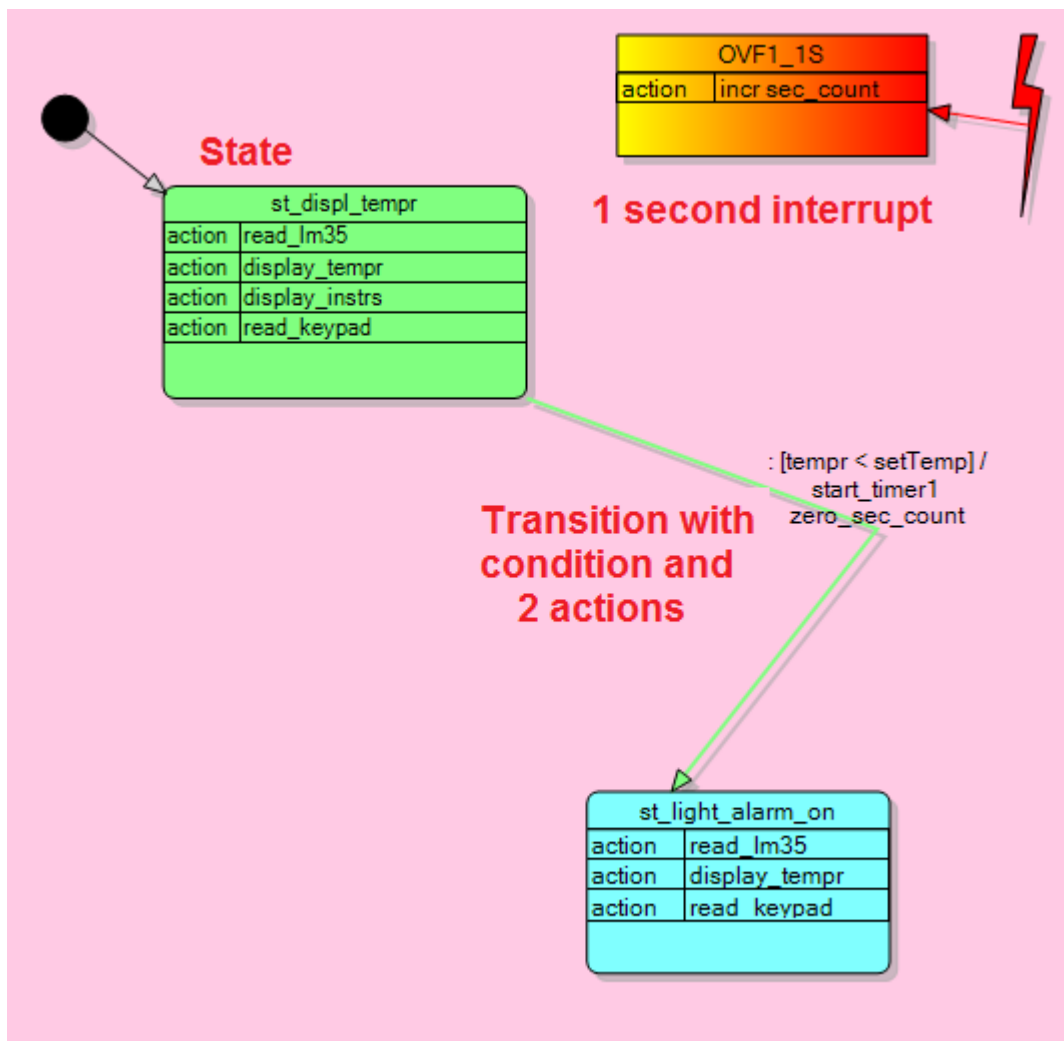 OVF1_1S
action incr sec_count
State
1 second interrupt
st_displ_tempr
action read_lm35
action display_tempr
action display_instrs
action read_keypad
: [tempr < setTemp] /
start_timer1
zero_sec_count
Transition with
condition and
2 actions
st_light_alarm_on
action read_lm35
action display_tempr
action read_keypad